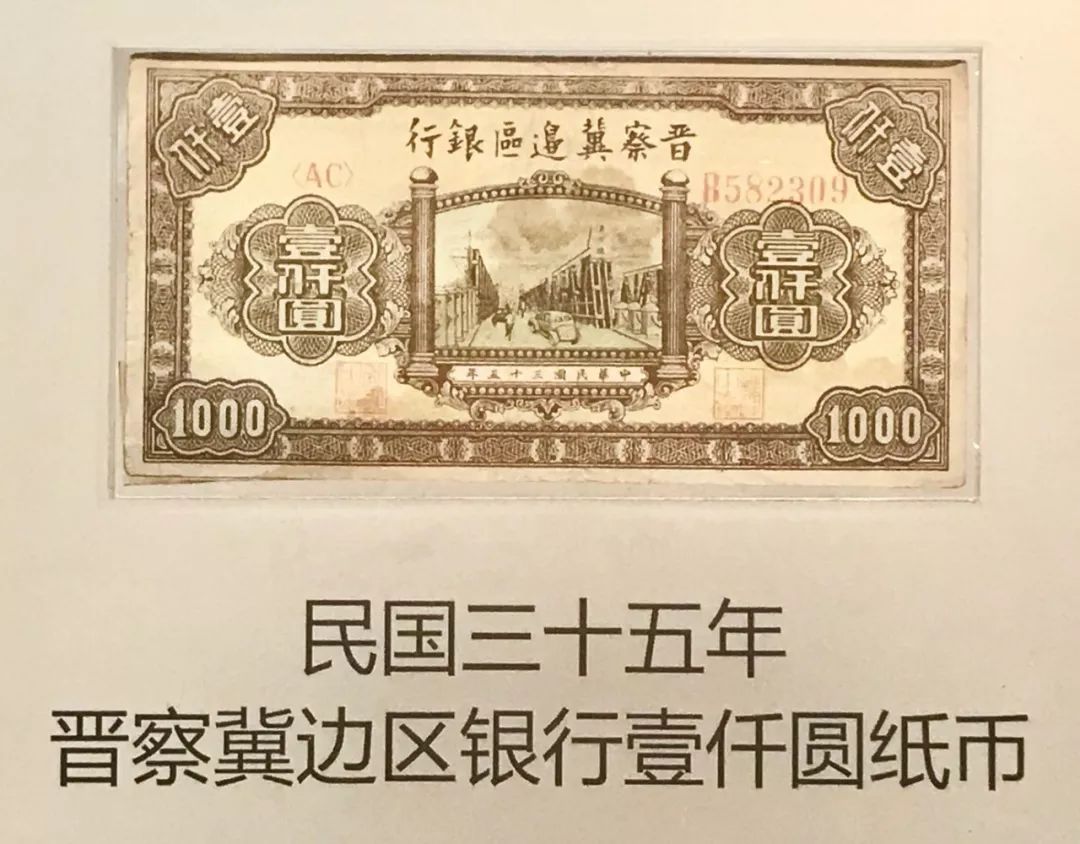 壹仟
壹仟
晋察冀邊區銀行
〈AC〉
B582309
壹仟圓
壹仟圓
中華民國三十五年
1000
1000
民国三十五年
晋察冀边区银行壹仟圆纸币